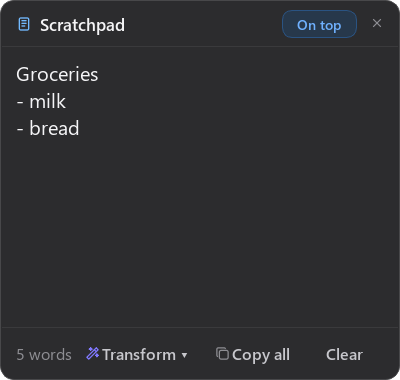 Scratchpad
On top
Groceries
- milk
- bread
5 words Transform Copy all Clear